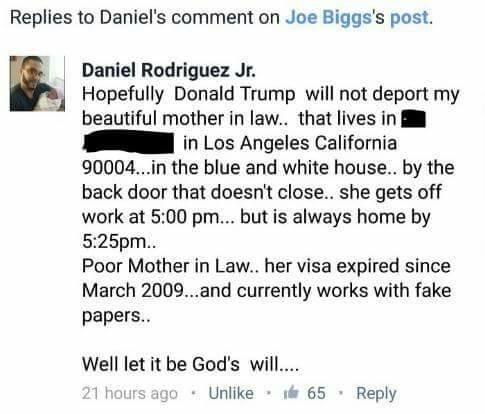 Replies to Daniel's comment on Joe Biggs's post.
Daniel Rodriguez Jr.
Hopefully Donald Trump will not deport my
beautiful mother in law.. that lives in
in Los Angeles California
90004...in the blue and white house.. by the
back door that doesn't close.. she gets off
work at 5:00 pm... but is always home by
5:25pm..
Poor Mother in Law.. her visa expired since
March 2009...and currently works with fake
papers..
Well let it be God's will....
21 hours ago · Unlike · 65 · Reply